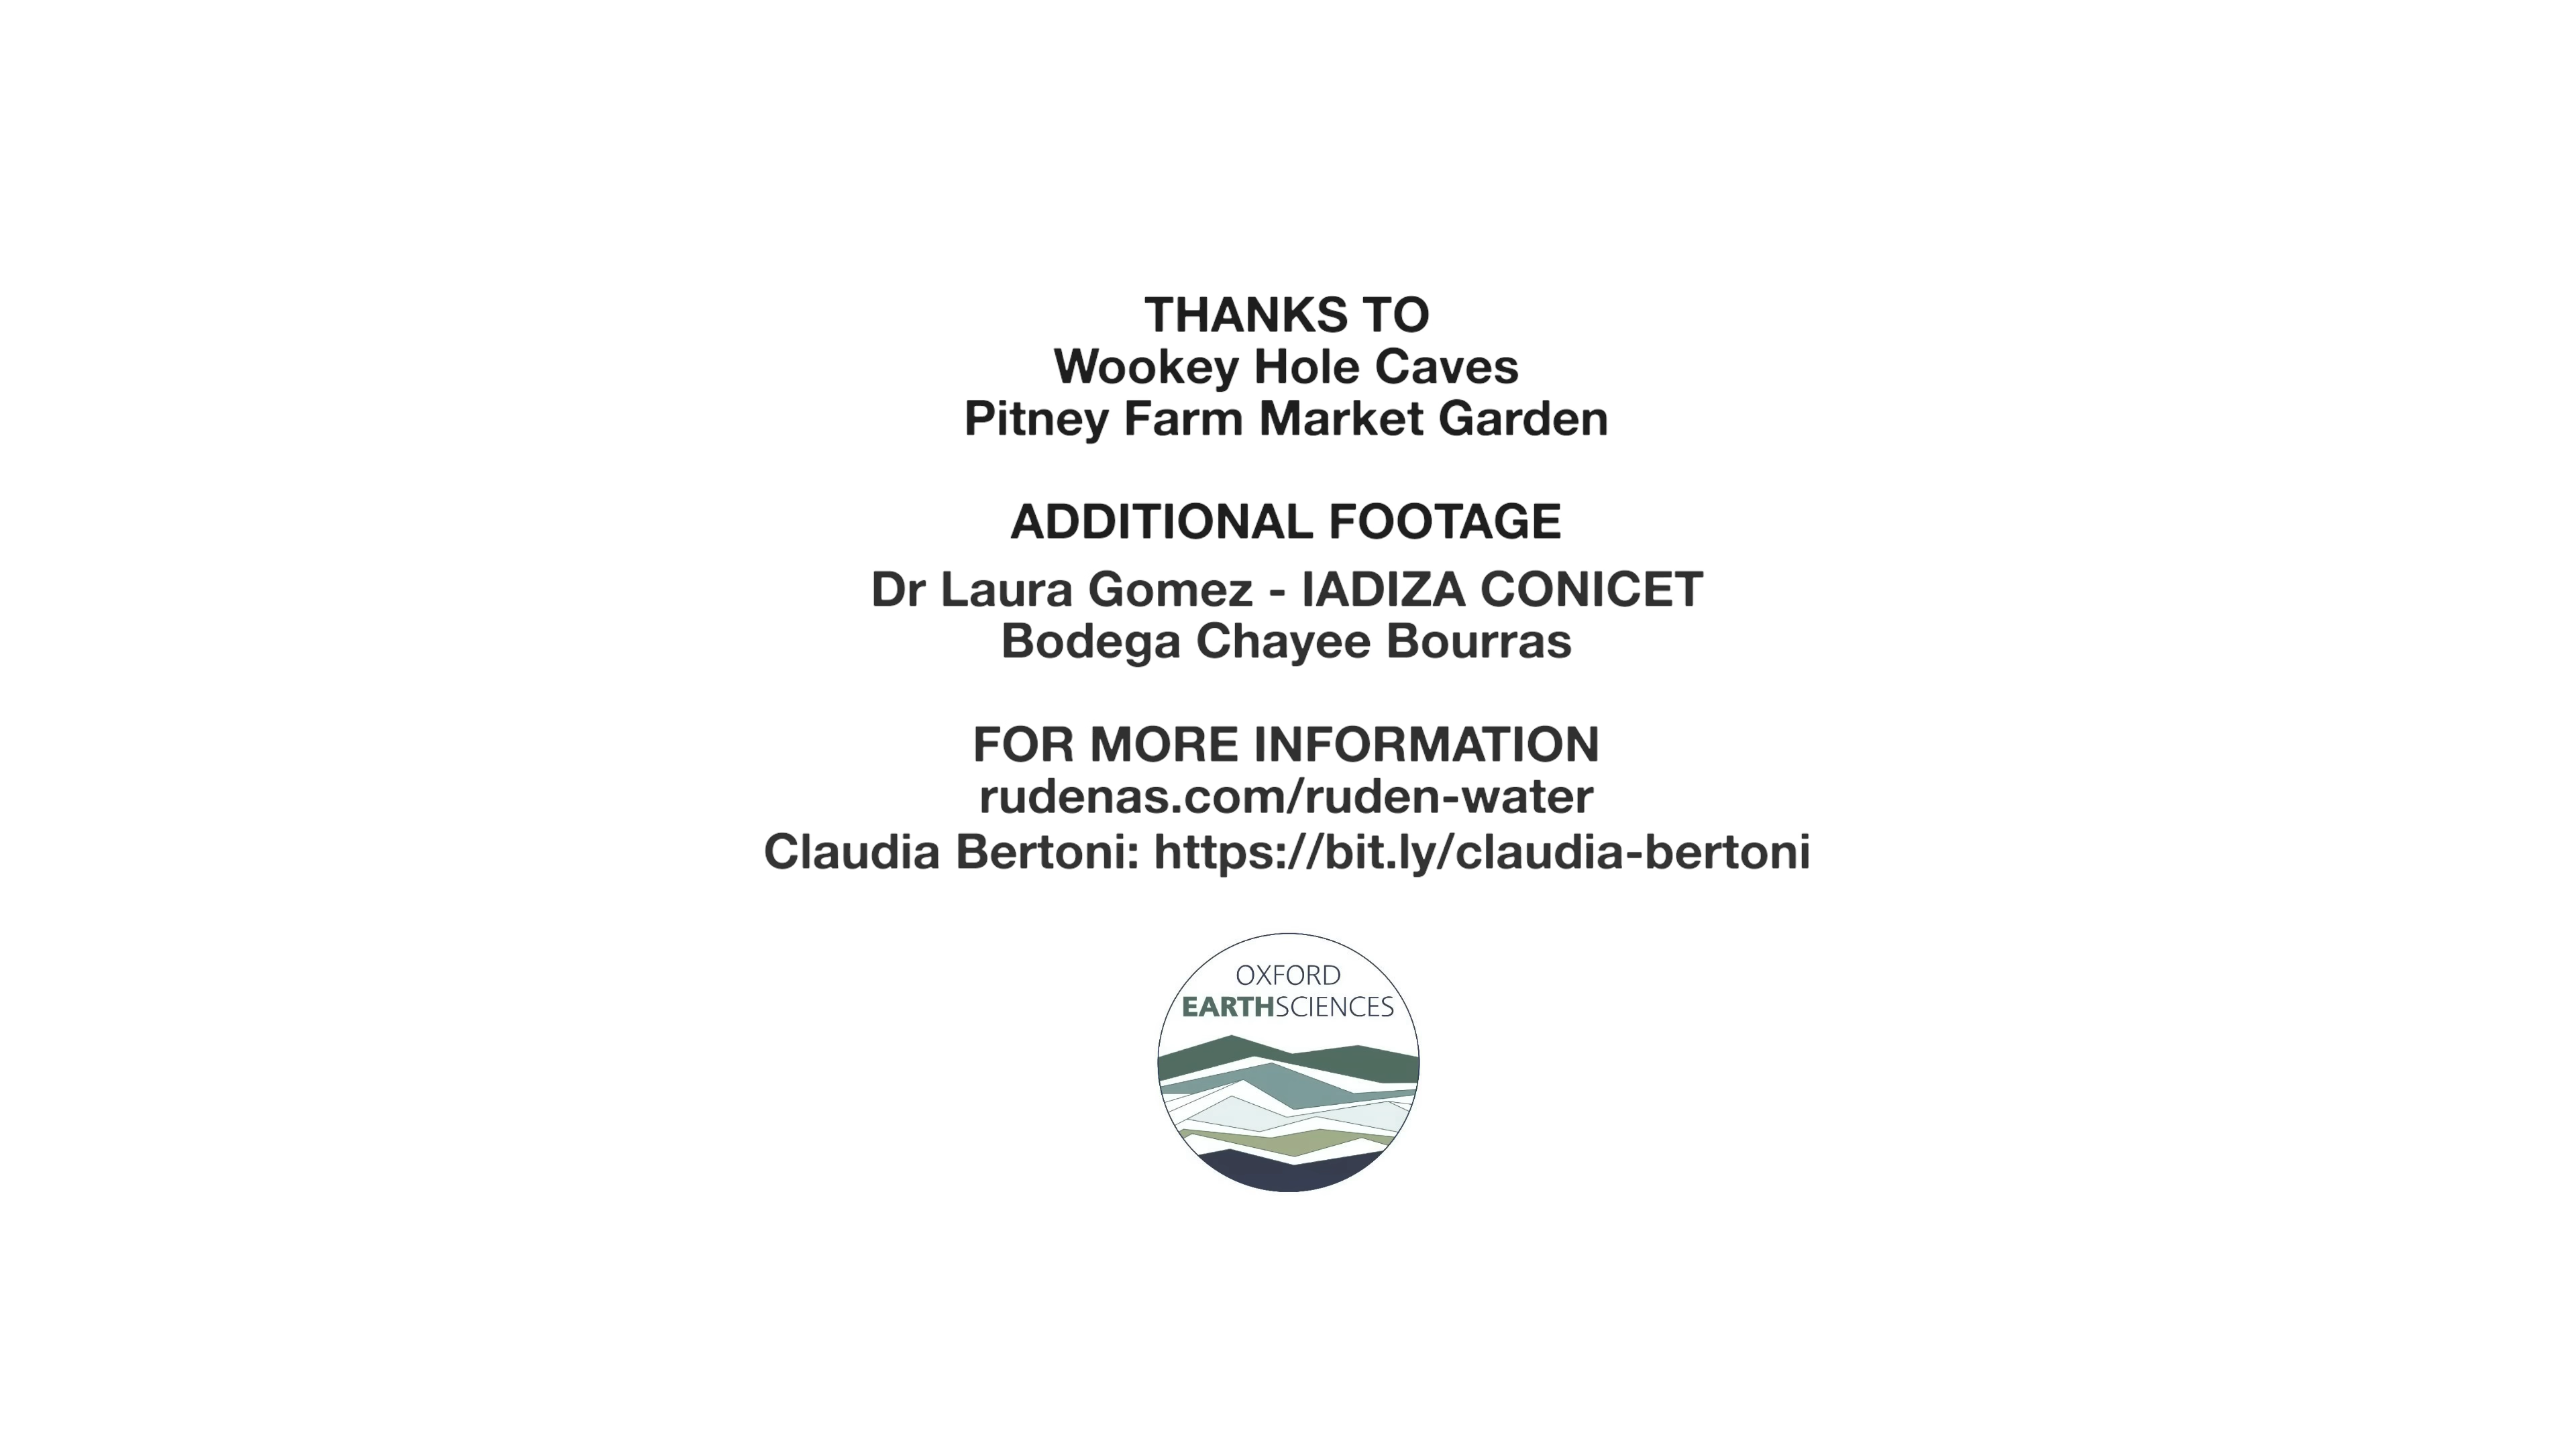 THANKS TO
Wookey Hole Caves
Pitney Farm Market Garden
ADDITIONAL FOOTAGE
Dr Laura Gomez - IADIZA CONICET
Bodega Chayee Bourras
FOR MORE INFORMATION
rudenas.com/ruden-water
Claudia Bertoni: https://bit.ly/claudia-bertoni
OXFORD
EARTHSCIENCES